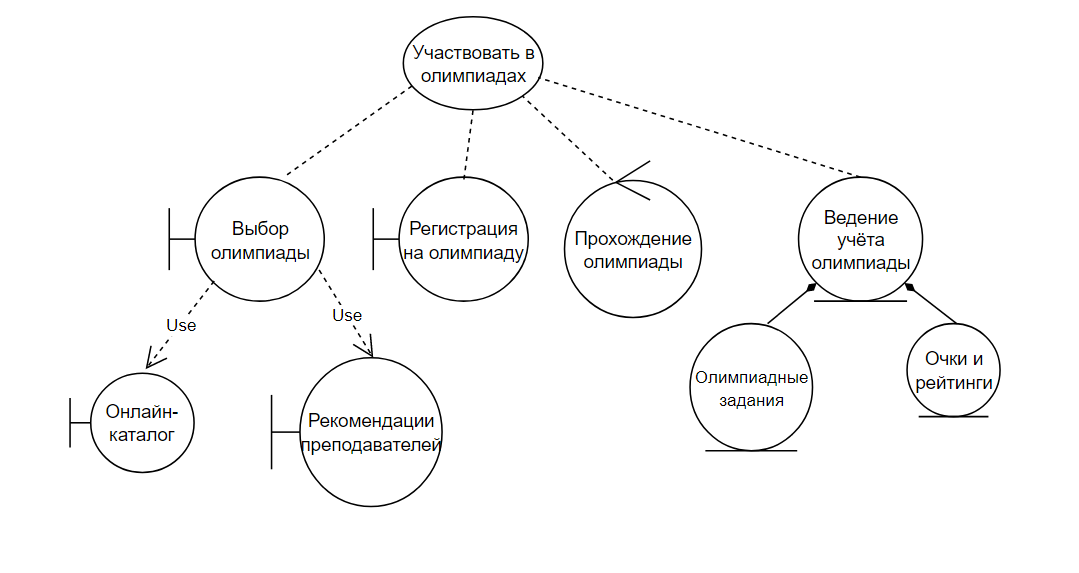 Участвовать в
олимпиадах
Выбор
олимпиады
Регистрация
на олимпиаду
Прохождение
олимпиады
Ведение
учёта
олимпиады
Use
Use
Онлайн-
каталог
Рекомендации
преподавателей
Олимпиадные
задания
Очки и
рейтинги